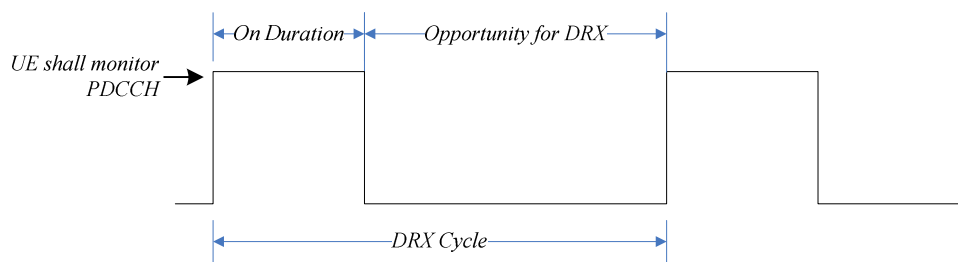 On Duration
Opportunity for DRX
UE shall monitor
PDCCH
DRX Cycle